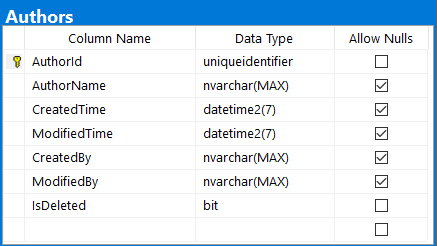 Authors
Column Name Data Type Allow Nulls
AuthorId uniqueidentifier
AuthorName nvarchar(MAX)
CreatedTime datetime2(7)
ModifiedTime datetime2(7)
CreatedBy nvarchar(MAX)
ModifiedBy nvarchar(MAX)
IsDeleted bit